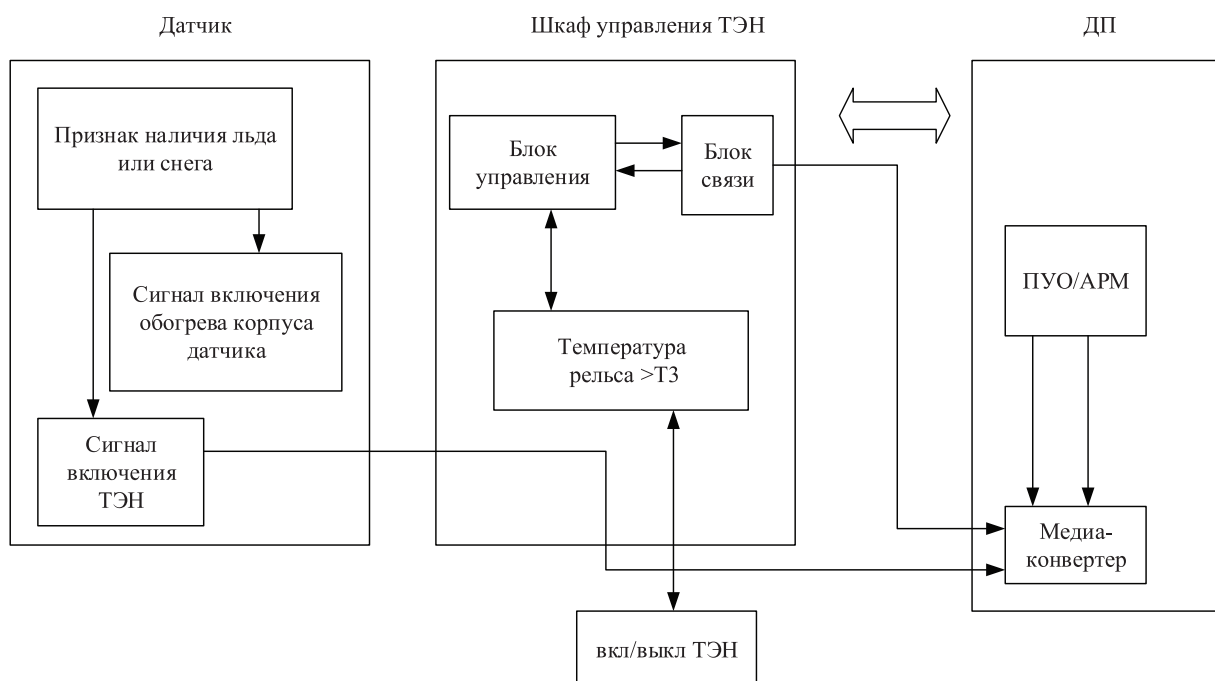 Датчик
Шкаф управления ТЭН
ДП
Признак наличия льда
или снега
Сигнал включения
обогрева корпуса
датчика
Сигнал
включения
ТЭН
Блок
управления
Блок
связи
Температура
рельса >Т3
вкл/выкл ТЭН
ПУО/АРМ
Медиа-
конвертер